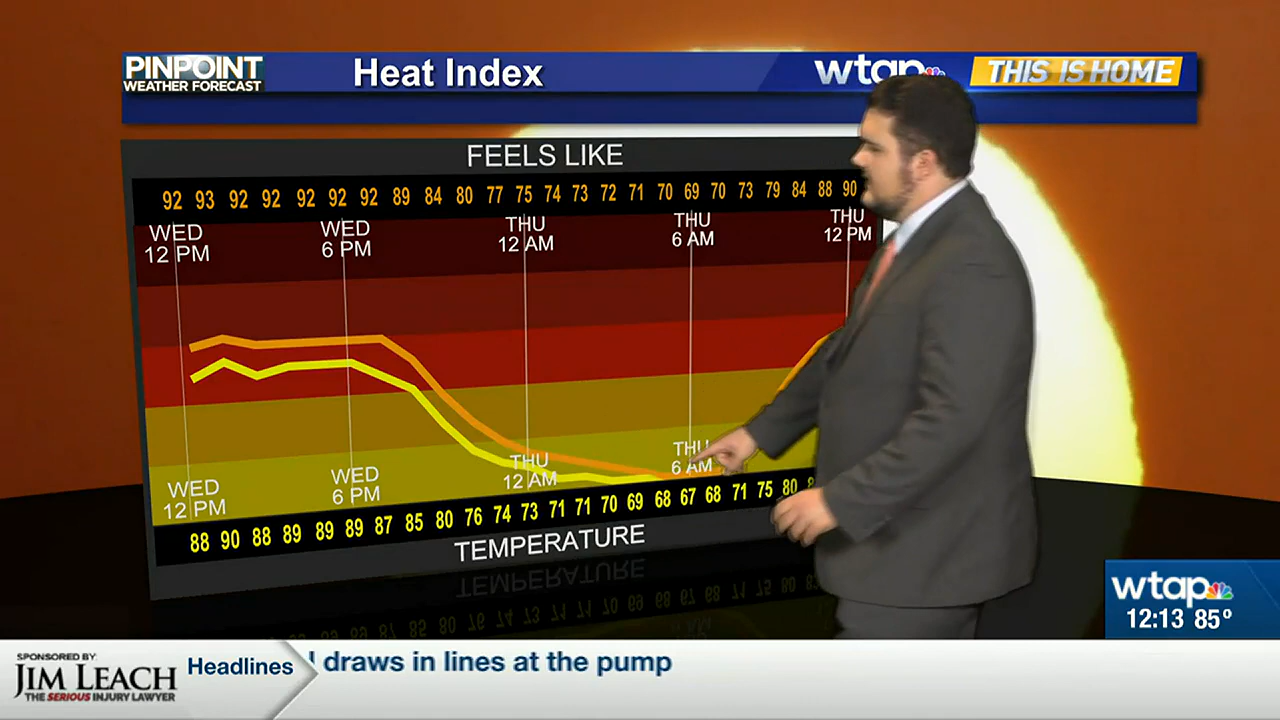 PINPOINT
WEATHER FORECAST
Heat Index
wtap
THIS IS HOME
FEELS LIKE
92 93 92 92 92 92 92 89 84 80 77 75 74 73 72 71 70 69 70 73 79 84 88 90
WED
12 PM
WED
6 PM
THU
12 AM
THU
6 AM
THU
12 PM
WED
12 PM
WED
6 PM
THU
12 AM
THU
6 AM
88 90 88 89 89 89 87 85 80 76 74 73 71 71 70 69 68 67 68 71 75 80
TEMPERATURE
wtap
12:13 85°
SPONSORED BY:
JIM LEACH
THE SERIOUS INJURY LAWYER
Headlines
draws in lines at the pump